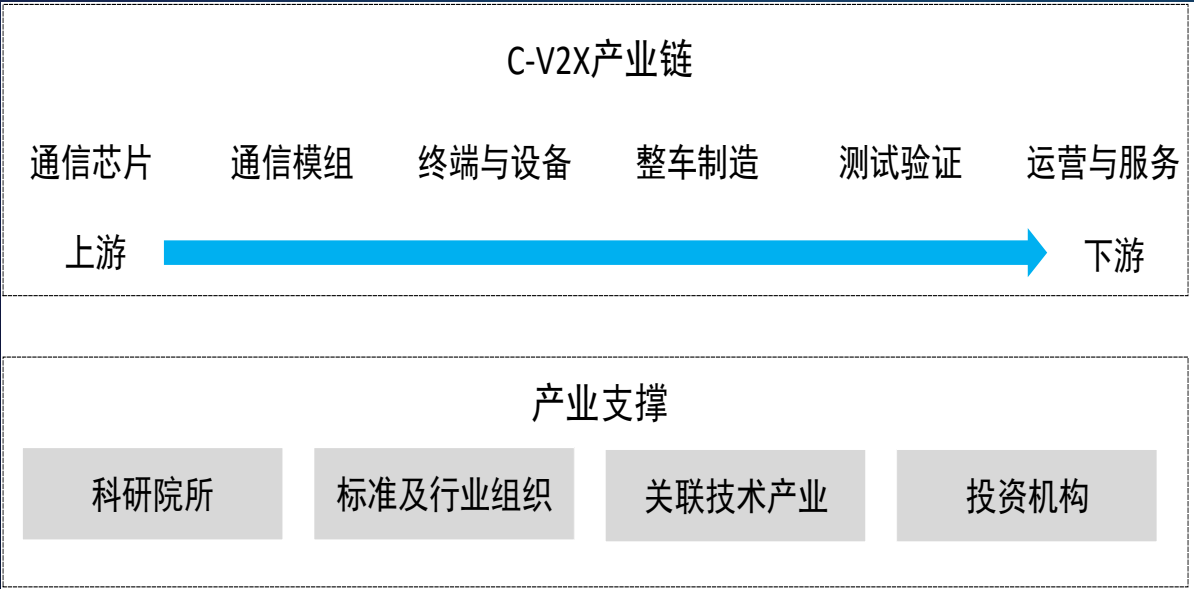 C-V2X产业链
通信芯片 通信模组 终端与设备 整车制造 测试验证 运营与服务
上游 下游
产业支撑
科研院所 标准及行业组织 关联技术产业 投资机构